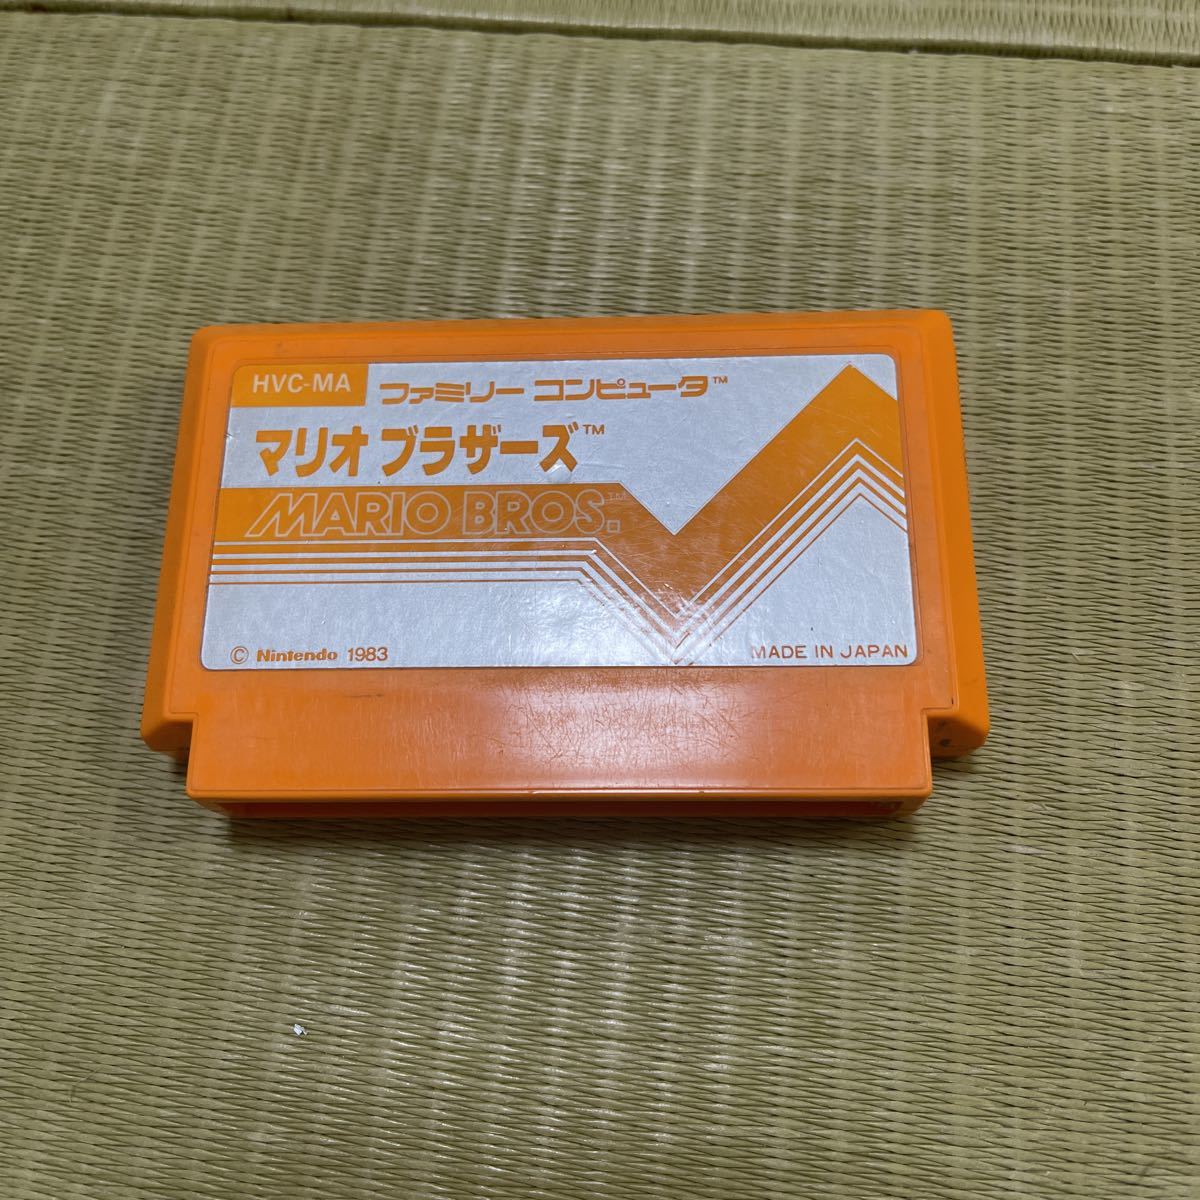 HVC-MA
ファミリー コンピュータ™
マリオ ブラザーズ™
MARIO BROS.™
© Nintendo 1983
MADE IN JAPAN